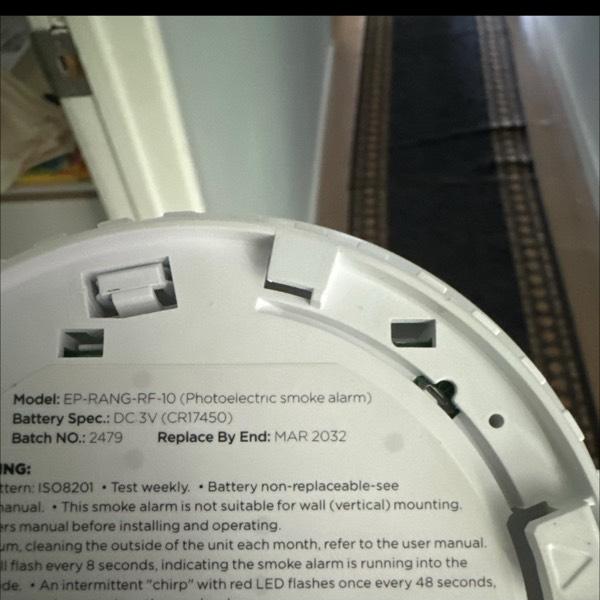 Model: EP-RANG-RF-10 (Photoelectric smoke alarm)
Battery Spec.: DC 3V (CR17450)
Batch NO.: 2479 Replace By End: MAR 2032
NG:
ttern: ISO8201 • Test weekly. • Battery non-replaceable-see
anual. • This smoke alarm is not suitable for wall (vertical) mounting.
ers manual before installing and operating.
um, cleaning the outside of the unit each month, refer to the user manual.
ll flash every 8 seconds, indicating the smoke alarm is running into the
de. • An intermittent "chirp" with red LED flashes once every 48 seconds,